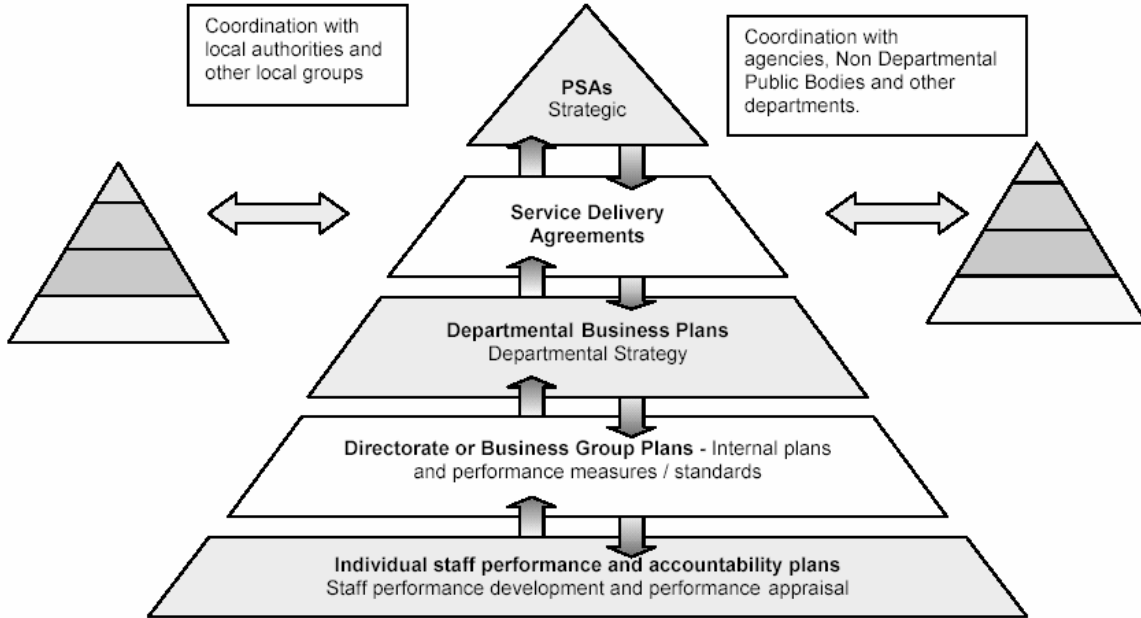 Coordination with
local authorities and
other local groups
Coordination with
agencies, Non Departmental
Public Bodies and other
departments.
PSAs
Strategic
Service Delivery
Agreements
Departmental Business Plans
Departmental Strategy
Directorate or Business Group Plans - Internal plans
and performance measures / standards
Individual staff performance and accountability plans
Staff performance development and performance appraisal